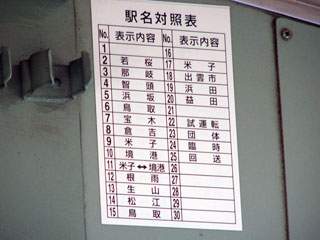 駅名対照表
No. 表示内容 No. 表示内容
1 16
2 若桜 17 米子
3 那岐 18 出雲市
4 智頭 19 浜田
5 浜坂 20 益田
6 鳥取 21
7 宝木 22 試運転
8 倉吉 23 団体
9 米子 24 臨時
10 境港 25 回送
11 米子↔境港 26
12 根雨 27
13 生山 28
14 松江 29
15 鳥取 30